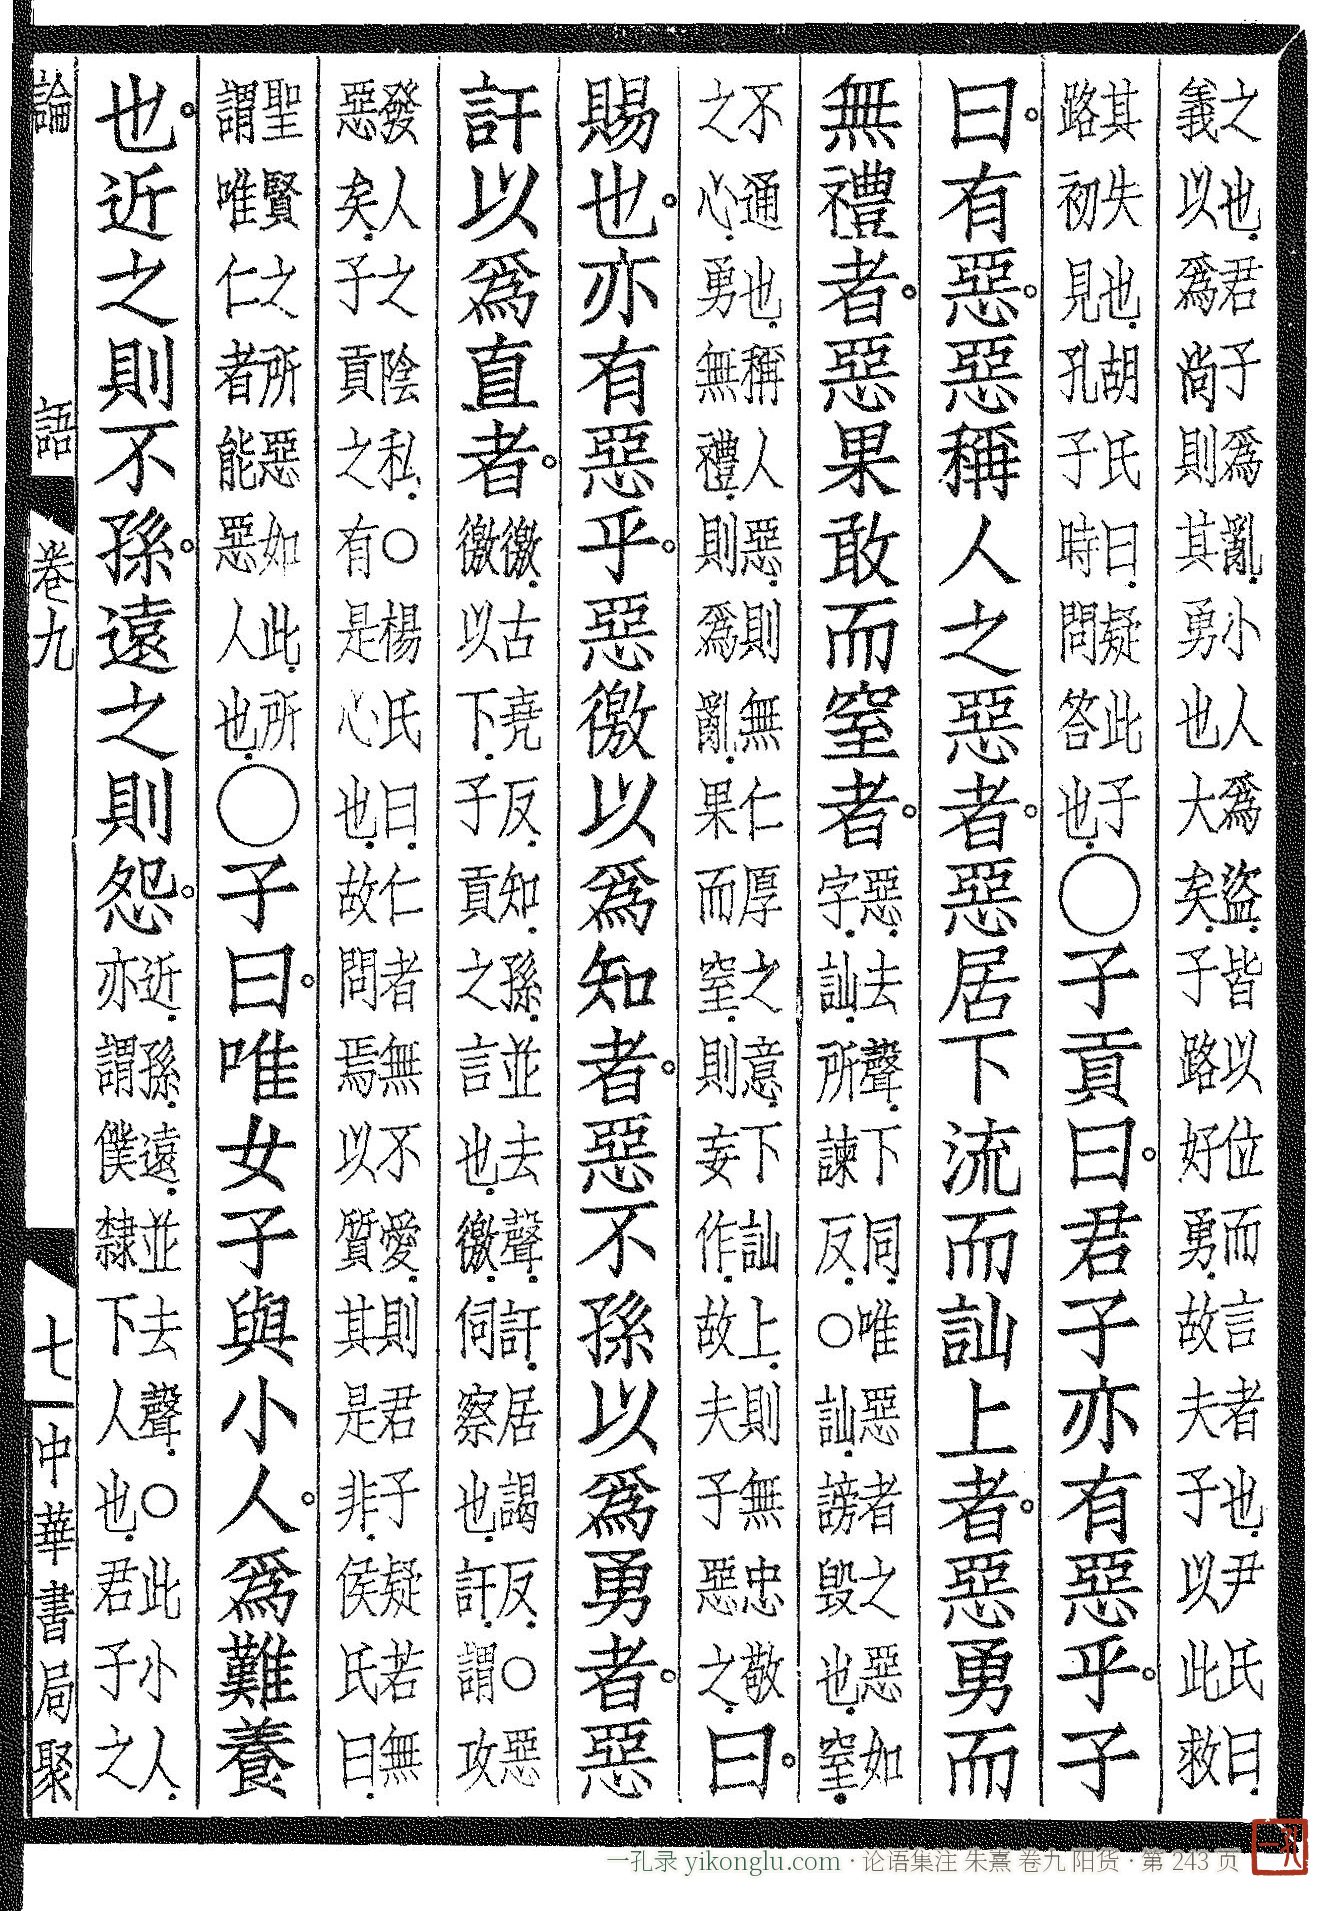 之也.君子爲亂.小人爲盜.皆以位而言者也.尹氏曰.
義以爲尚.則其勇也大矣.子路好勇.故夫子以此救
其失也.胡氏曰.疑此子
路初見孔子時問答也.
○子貢曰。君子亦有惡乎。子
曰。有惡。惡稱人之惡者。惡居下流而訕上者。惡勇而
無禮者。惡果敢而窒者。
惡.去聲.下同.唯惡者之惡如
字.訕.所諫反.○訕.謗毀也.窒.
不通也.稱人惡.則無仁厚之意.下訕上.則無忠敬
之心.勇無禮.則爲亂.果而窒.則妄作.故夫子惡之.
曰。
賜也。亦有惡乎。惡徼以爲知者。惡不孫以爲勇者。惡
訐以爲直者。
徼.古堯反.知.孫.並去聲.訐.居謁反.○惡
徼以下.子貢之言也.徼.伺察也.訐.謂攻
發人之陰私.○楊氏曰.仁者無不愛.則君子疑若無
惡矣.子貢之有是心也.故問焉以質其是非.侯氏曰.
聖賢之所惡如此.所
謂唯仁者能惡人也.
○子曰。唯女子與小人。爲難養
也。近之則不孫。遠之則怨。
近.孫.遠.並去聲.○此小人.
亦謂僕隸下人也.君子之
論語
卷九
七
中華書局聚
一孔录 yikonglu.com · 论语集注 朱熹 卷九 阳货 · 第 243 页